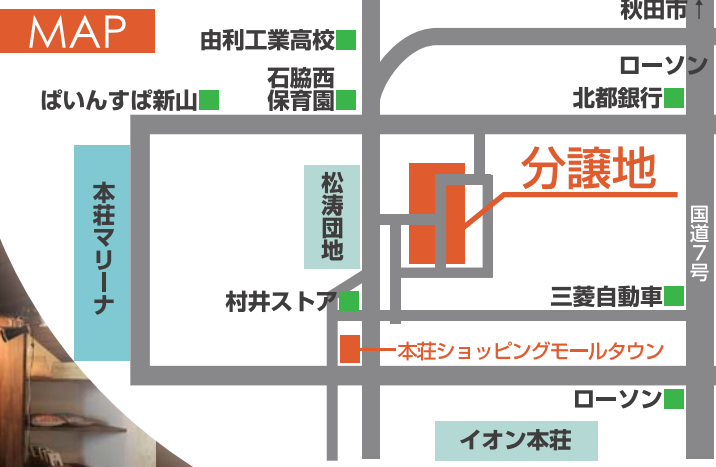 MAP
秋田市↑
由利工業高校
ローソン
石脇西
保育園
ぱいんすぱ新山
北都銀行
分譲地
松涛団地
本荘マリーナ
国道7号
村井ストア
三菱自動車
本荘ショッピングモールタウン
ローソン
イオン本荘